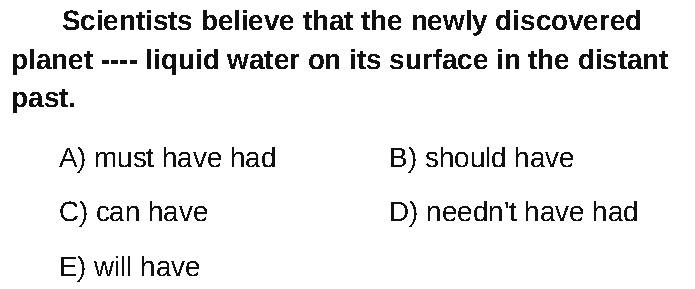 Scientists believe that the newly discovered
planet ---- liquid water on its surface in the distant
past.
A) must have had B) should have
C) can have D) needn't have had
E) will have